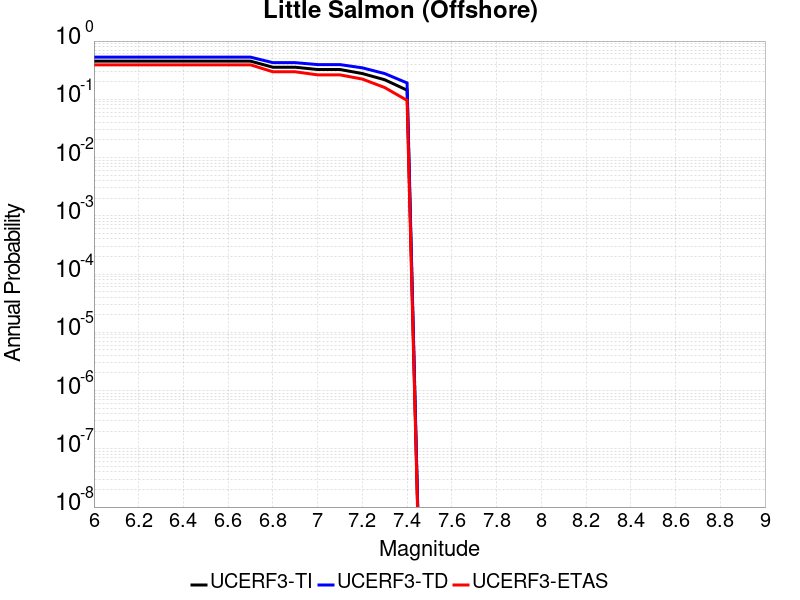 Little Salmon (Offshore)
10^0
10^-1
10^-2
10^-3
10^-4
10^-5
10^-6
10^-7
10^-8
Annual Probability
6 6.2 6.4 6.6 6.8 7 7.2 7.4 7.6 7.8 8 8.2 8.4 8.6 8.8 9
Magnitude
UCERF3-TI UCERF3-TD UCERF3-ETAS